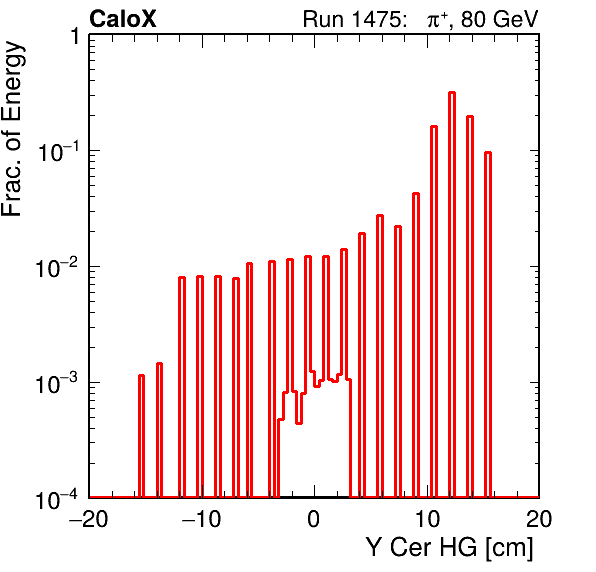 CaloX Run 1475: π⁺, 80 GeV
Frac. of Energy
1
10⁻¹
10⁻²
10⁻³
10⁻⁴
−20 −10 0 10 20
Y Cer HG [cm]